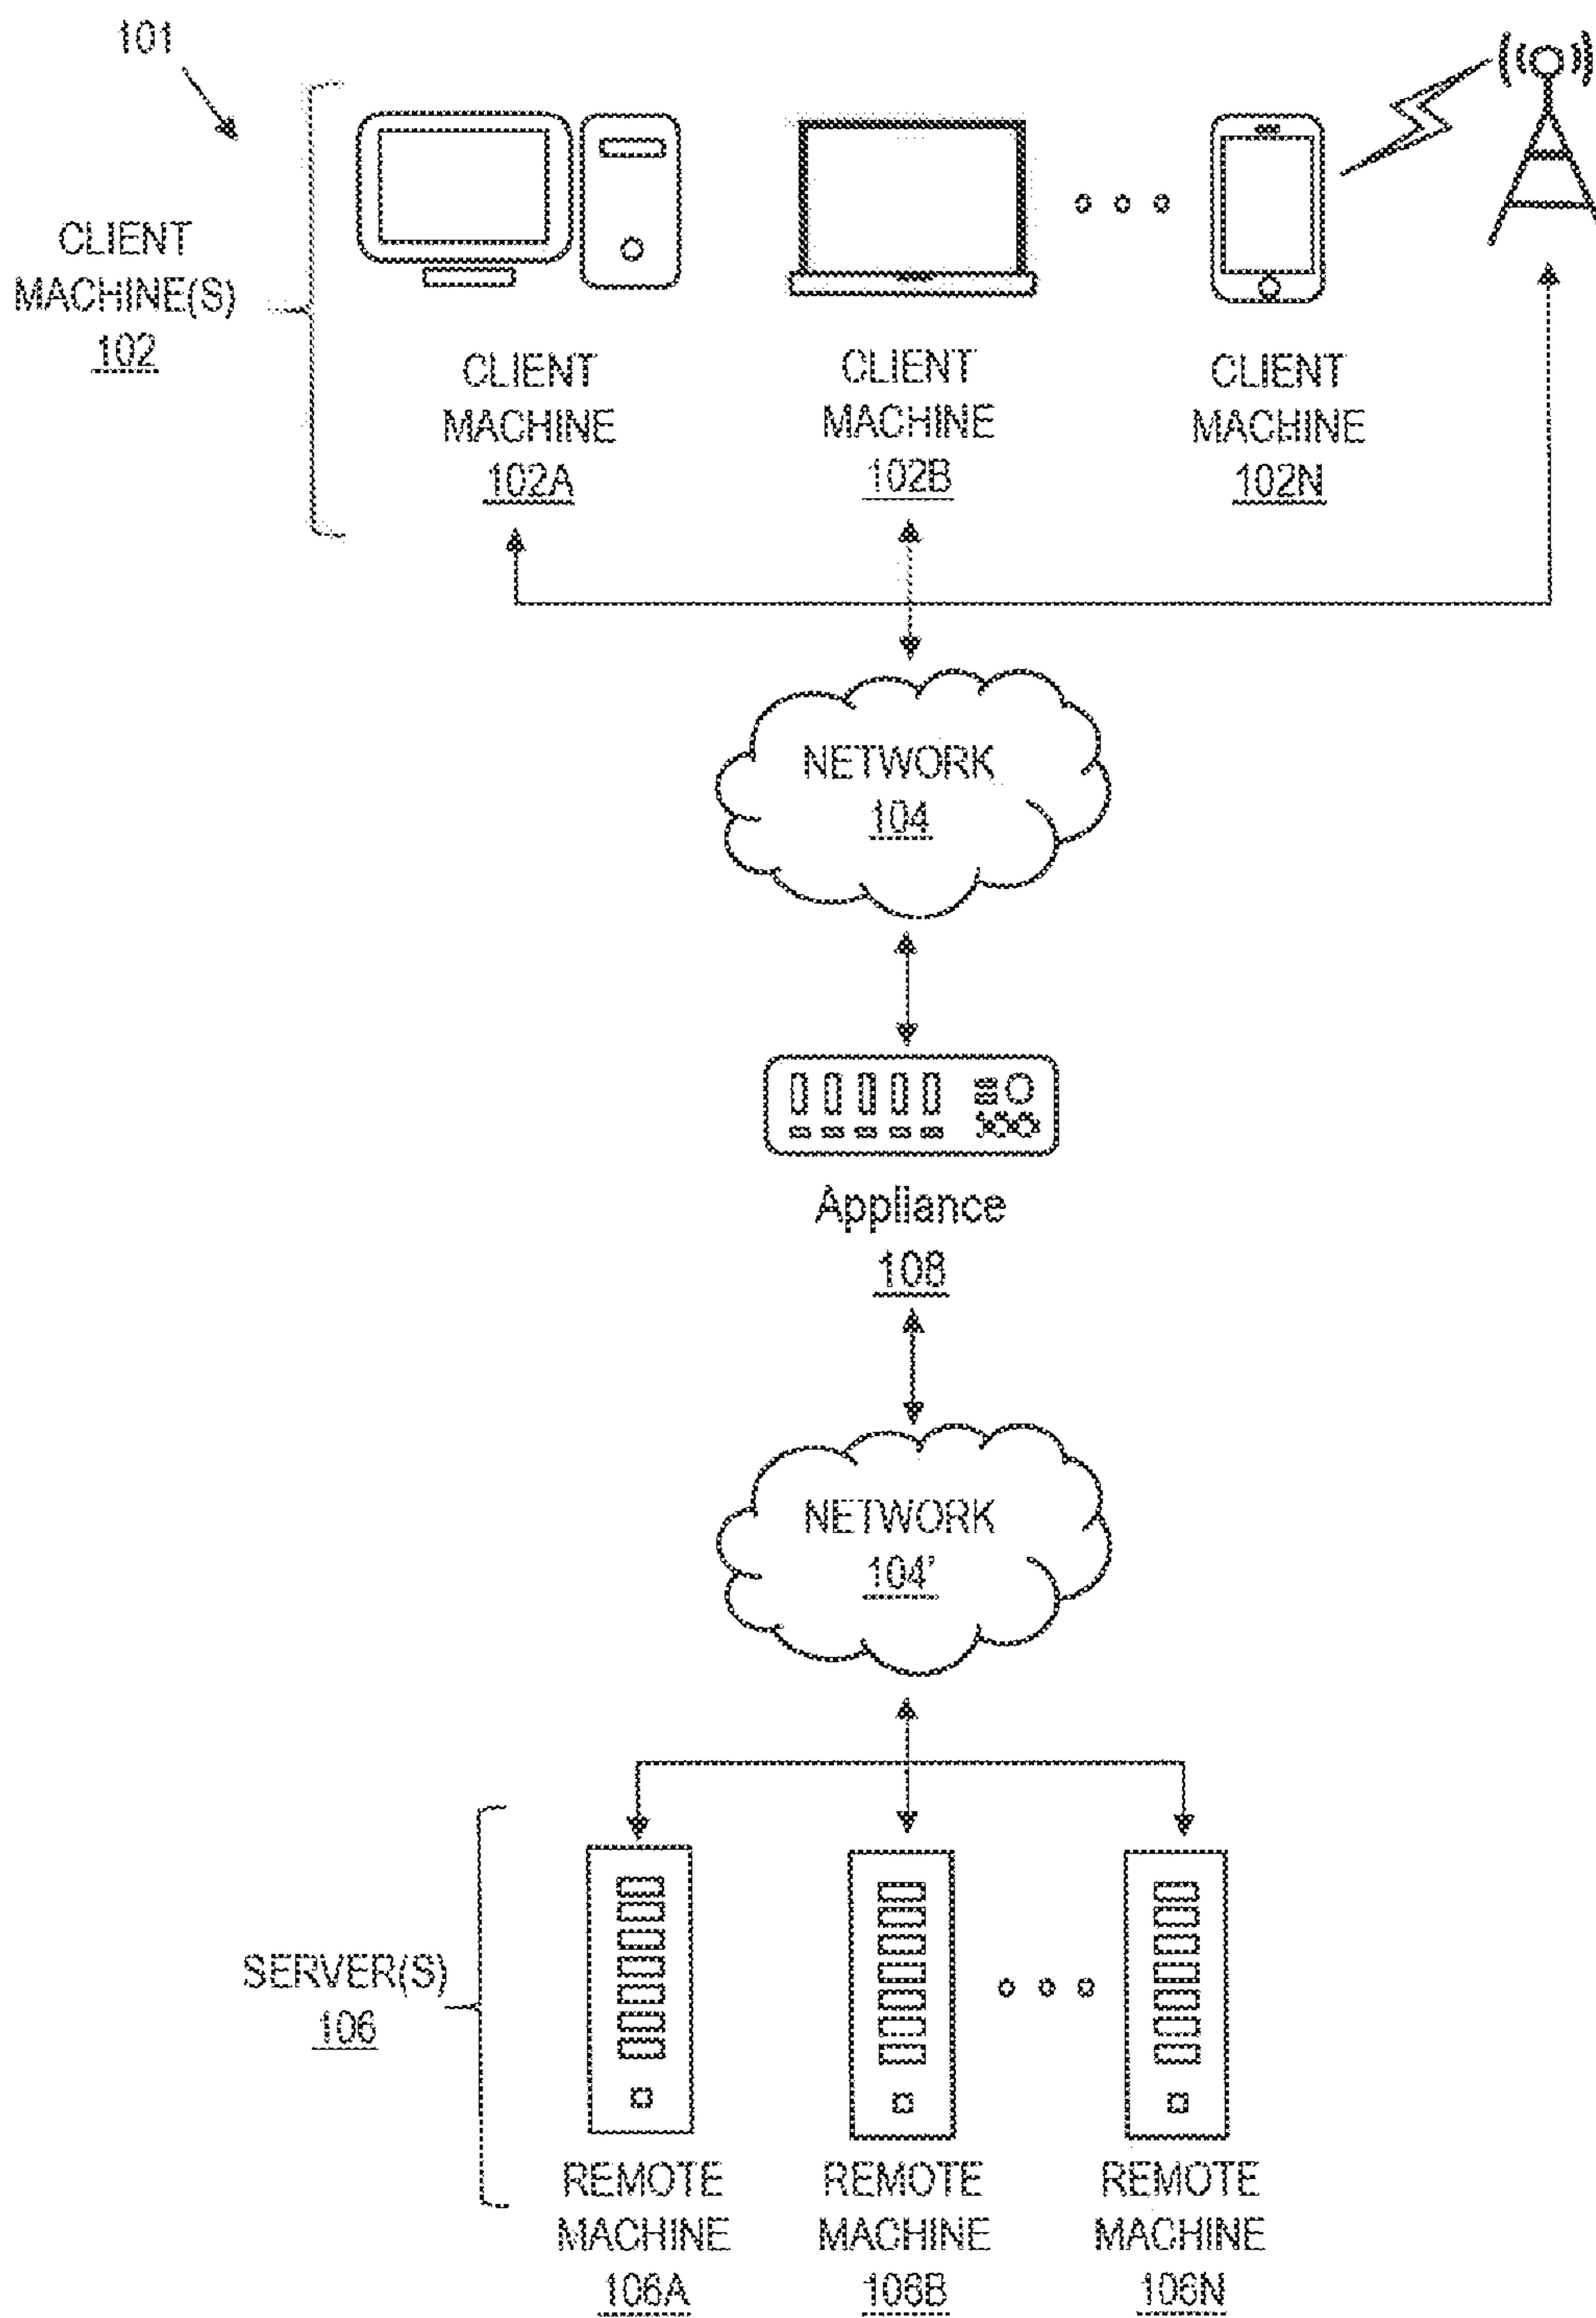 101
CLIENT
MACHINE(S)
102
CLIENT
MACHINE
102A
CLIENT
MACHINE
102B
CLIENT
MACHINE
102N
NETWORK
104
Appliance
108
NETWORK
104'
SERVER(S)
106
REMOTE
MACHINE
106A
REMOTE
MACHINE
106B
REMOTE
MACHINE
106N